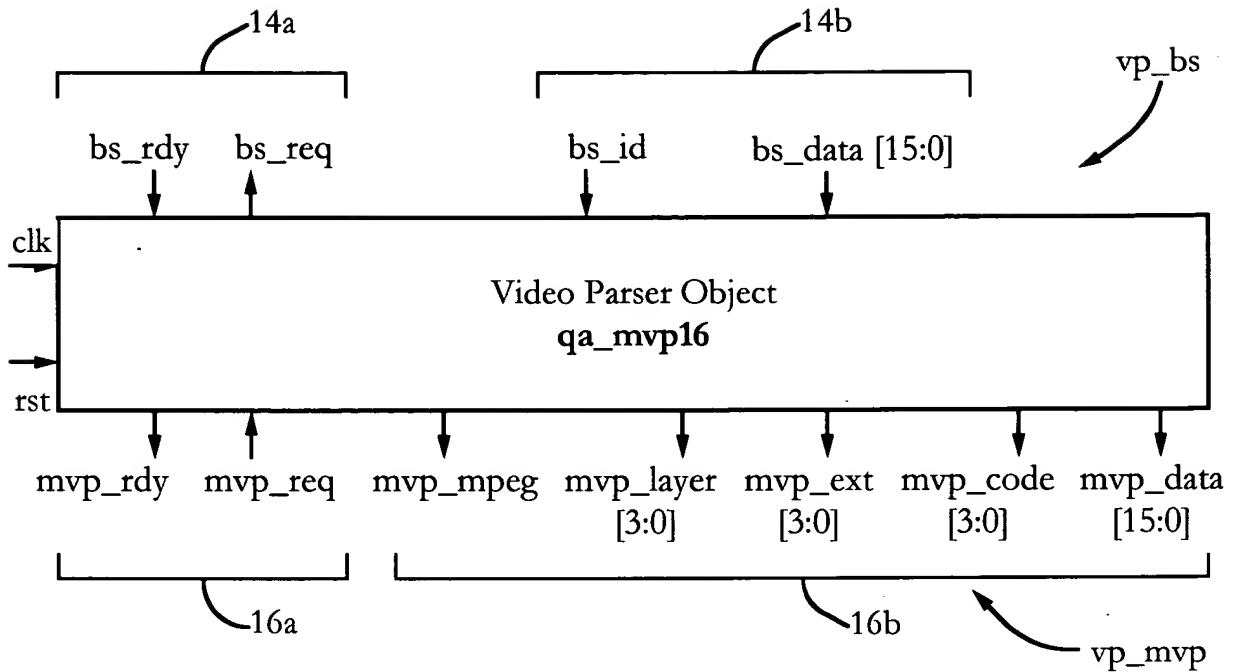 14a
14b
vp_bs
bs_rdy bs_req bs_id bs_data [15:0]
clk
Video Parser Object
qa_mvp16
rst
mvp_rdy mvp_req mvp_mpeg mvp_layer mvp_ext mvp_code mvp_data
[3:0] [3:0] [3:0] [15:0]
16a
16b
vp_mvp